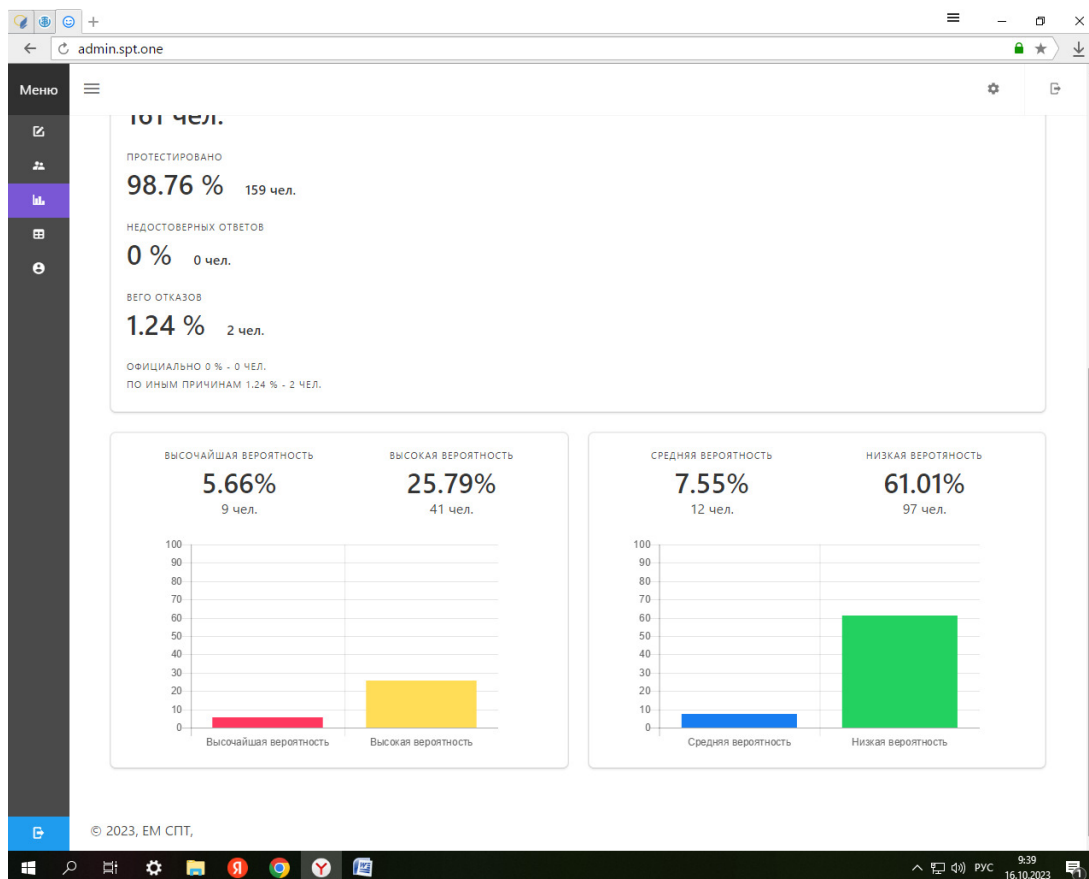 admin.spt.one
Меню
161 чел.
ПРОТЕСТИРОВАНО
98.76 % 159 чел.
НЕДОСТОВЕРНЫХ ОТВЕТОВ
0 % 0 чел.
ВЕГО ОТКАЗОВ
1.24 % 2 чел.
ОФИЦИАЛЬНО 0 % - 0 ЧЕЛ.
ПО ИНЫМ ПРИЧИНАМ 1.24 % - 2 ЧЕЛ.
ВЫСОЧАЙШАЯ ВЕРОЯТНОСТЬ ВЫСОКАЯ ВЕРОЯТНОСТЬ
5.66% 25.79%
9 чел. 41 чел.
100
90
80
70
60
50
40
30
20
10
0
Высочайшая вероятность Высокая вероятность
СРЕДНЯЯ ВЕРОЯТНОСТЬ НИЗКАЯ ВЕРОТЯНОСТЬ
7.55% 61.01%
12 чел. 97 чел.
100
90
80
70
60
50
40
30
20
10
0
Средняя вероятность Низкая вероятность
© 2023, ЕМ СПТ,
РУС
9:39
16.10.2023